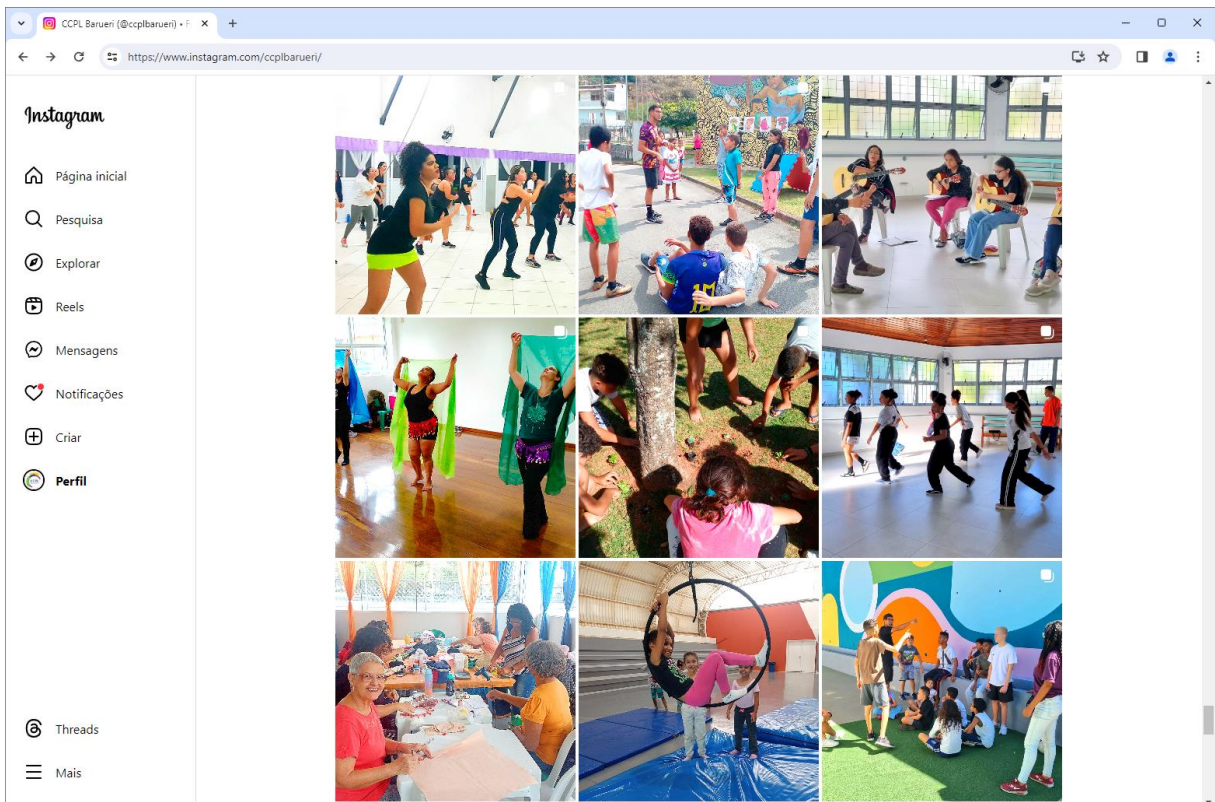 CCPL Barueri (@ccplbarueri) • F
https://www.instagram.com/ccplbarueri/
Instagram
Página inicial
Pesquisa
Explorar
Reels
Mensagens
Notificações
Criar
Perfil
Threads
Mais
10